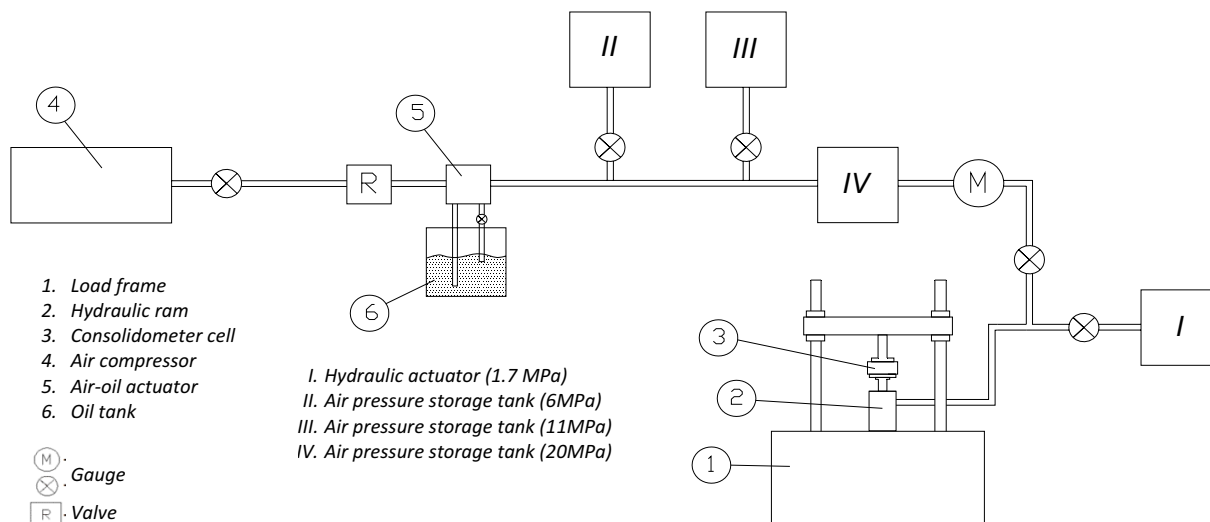 II
III
4
5
R
IV
M
6
3
I
2
1
1. Load frame
2. Hydraulic ram
3. Consolidometer cell
4. Air compressor
5. Air-oil actuator
6. Oil tank
I. Hydraulic actuator (1.7 MPa)
II. Air pressure storage tank (6MPa)
III. Air pressure storage tank (11MPa)
IV. Air pressure storage tank (20MPa)
M · Gauge
R · Valve